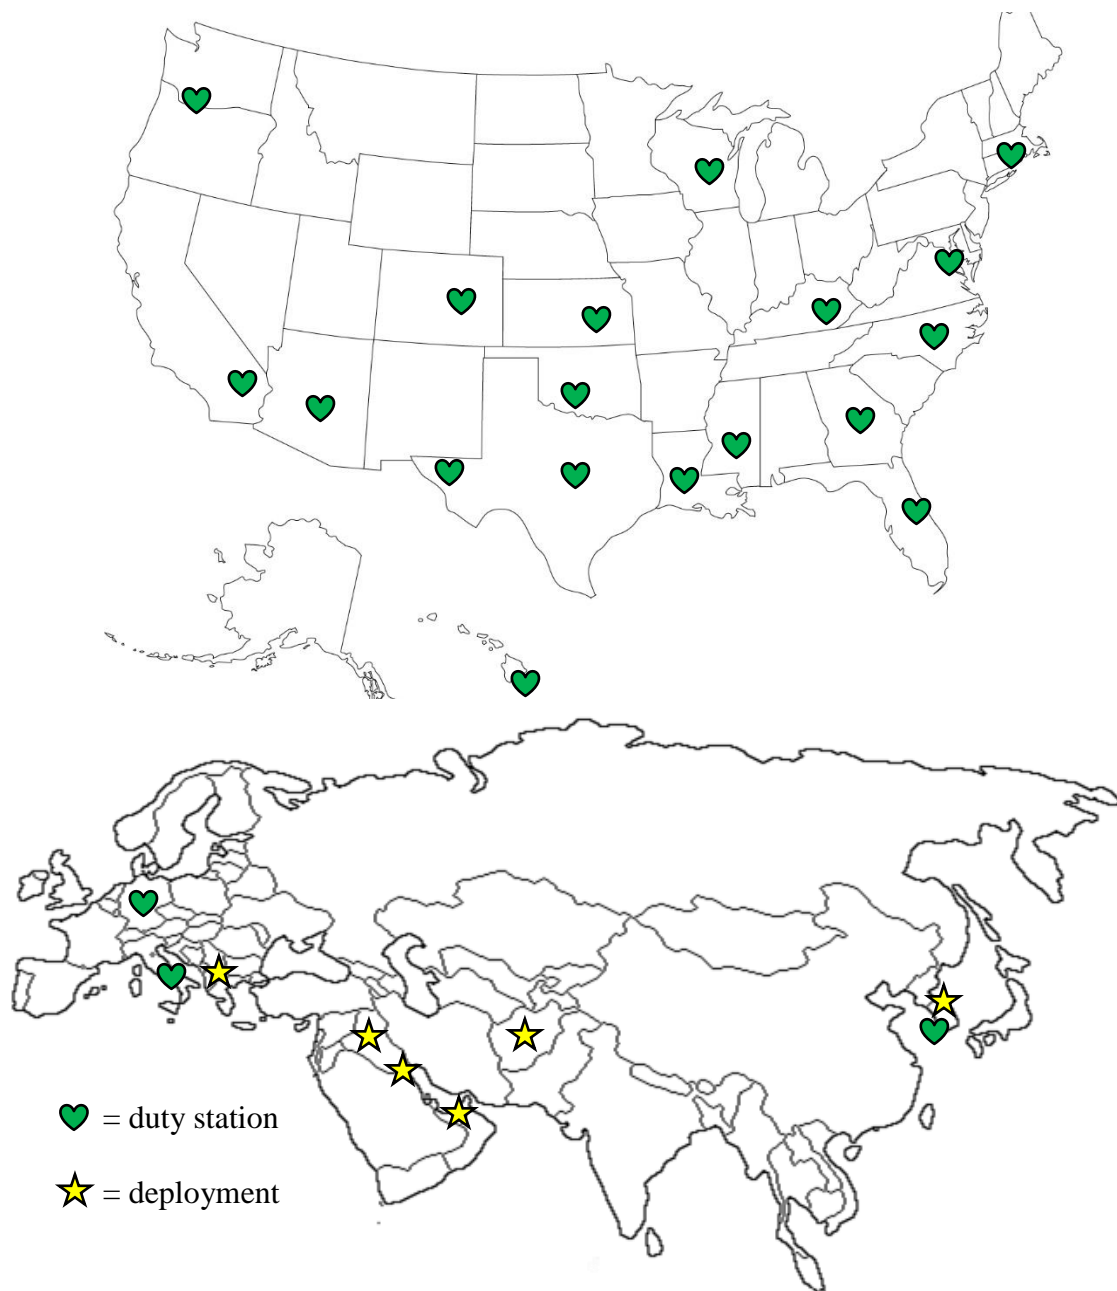 = duty station
= deployment